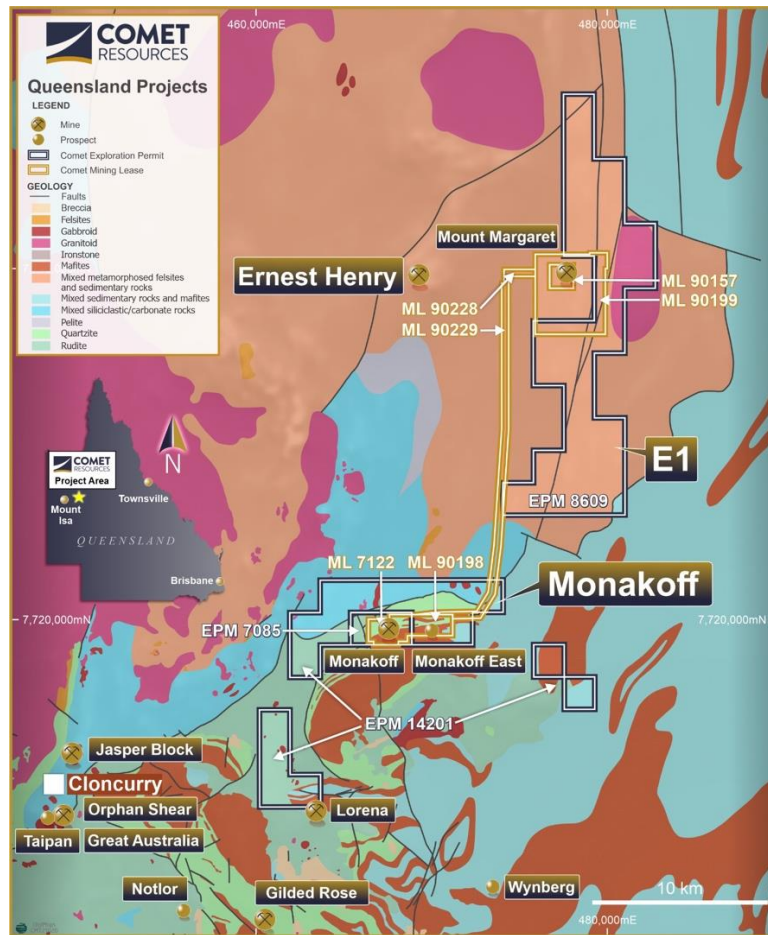 COMET
RESOURCES
Queensland Projects
LEGEND
Mine
Prospect
Comet Exploration Permit
Comet Mining Lease
GEOLOGY
Faults
Breccia
Felsites
Gabbroid
Granitoid
Ironstone
Mafites
Mixed metamorphosed felsites
and sedimentary rocks
Mixed sedimentary rocks and mafites
Mixed siliciclastic/carbonate rocks
Pelite
Quartzite
Rudite
460,000mE
480,000mE
Mount Margaret
Ernest Henry
ML 90157
ML 90228
ML 90199
ML 90229
N
COMET
RESOURCES
Project Area
Townsville
Mount
Isa
QUEENSLAND
Brisbane
E1
EPM 8609
ML 7122
ML 90198
Monakoff
7,720,000mN
7,720,000mN
EPM 7085
Monakoff
Monakoff East
EPM 14201
Jasper Block
Cloncurry
Orphan Shear
Lorena
Taipan
Great Australia
Notlor
Gilded Rose
Wynberg
10 km
480,000mE